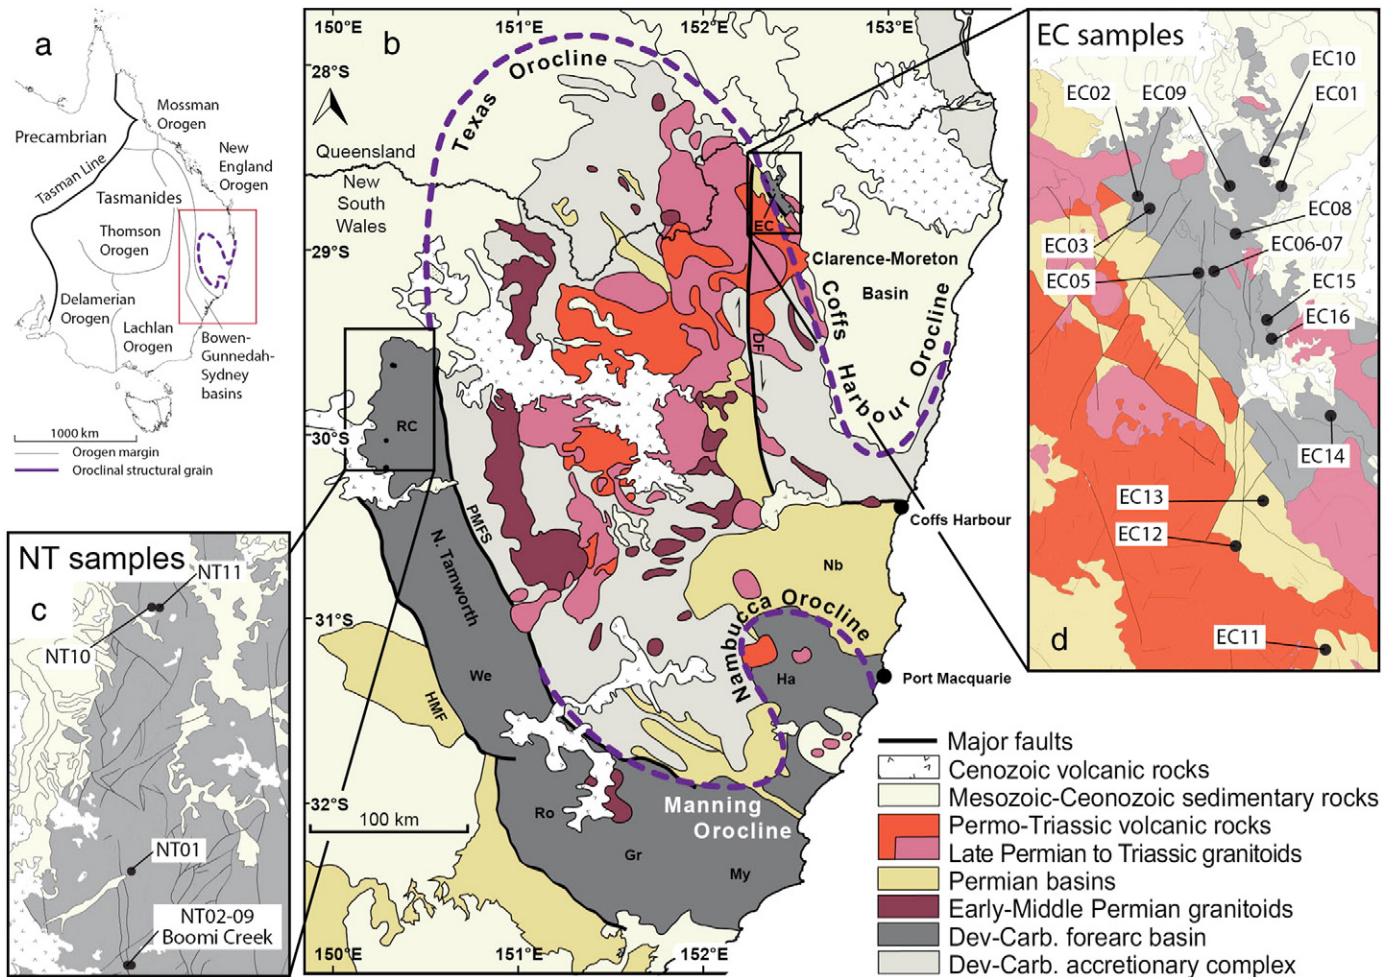 a
Mossman
Orogen
Precambrian
New
England
Orogen
Tasman Line
Tasmanides
Thomson
Orogen
Delamerian
Orogen
Lachlan
Orogen
Bowen-
Gunnedah-
Sydney
basins
1000 km
Orogen margin
Oroclinal structural grain
b
150°E
151°E
152°E
153°E
28°S
Texas Orocline
Queensland
New
South
Wales
29°S
EC
Clarence-Moreton
Basin
Coffs Harbour Orocline
DF
RC
30°S
PMFS
Coffs Harbour
N. Tamworth
Nb
31°S
Nambucca Orocline
We
Ha
Port Macquarie
HMF
32°S
Ro
Manning
Orocline
100 km
Gr
My
150°E
151°E
152°E
NT samples
c
NT11
NT10
NT01
NT02-09
Boomi Creek
EC samples
EC10
EC02
EC09
EC01
EC08
EC03
EC06-07
EC05
EC15
EC16
EC14
EC13
EC12
EC11
d
Major faults
Cenozoic volcanic rocks
Mesozoic-Ceonozoic sedimentary rocks
Permo-Triassic volcanic rocks
Late Permian to Triassic granitoids
Permian basins
Early-Middle Permian granitoids
Dev-Carb. forearc basin
Dev-Carb. accretionary complex